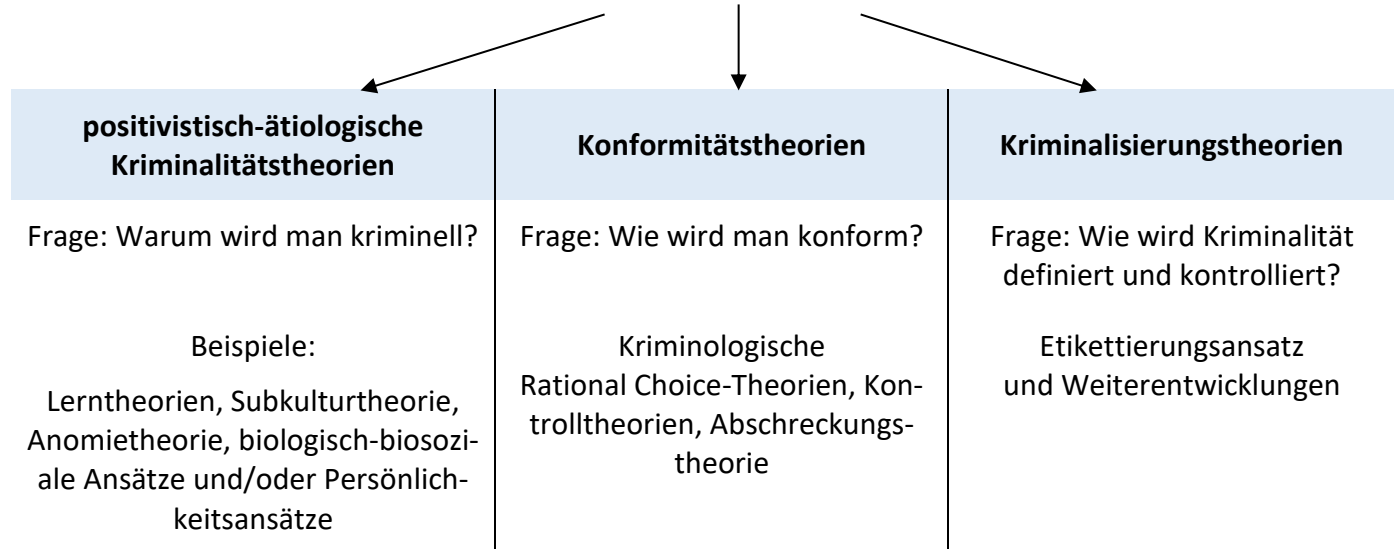 positivistisch-ätiologische
Kriminalitätstheorien
Frage: Warum wird man kriminell?
Beispiele:
Lerntheorien, Subkulturtheorie,
Anomietheorie, biologisch-biosozi-
ale Ansätze und/oder Persönlich-
keitsansätze
Konformitätstheorien
Frage: Wie wird man konform?
Kriminologische
Rational Choice-Theorien, Kon-
trolltheorien, Abschreckungs-
theorie
Kriminalisierungstheorien
Frage: Wie wird Kriminalität
definiert und kontrolliert?
Etikettierungsansatz
und Weiterentwicklungen